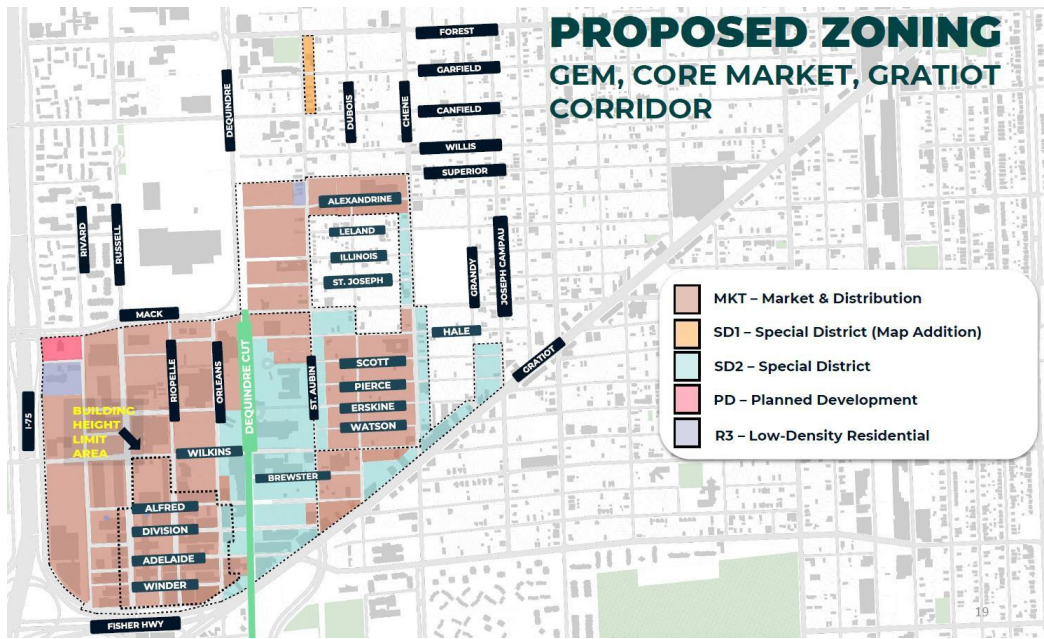 PROPOSED ZONING
GEM, CORE MARKET, GRATIOT
CORRIDOR
FOREST
GARFIELD
CANFIELD
WILLIS
SUPERIOR
DEQUINDRE
DUBOIS
CHENE
ALEXANDRINE
LELAND
ILLINOIS
ST. JOSEPH
RIVARD
RUSSELL
GRANDY
JOSEPH CAMPAU
MACK
HALE
GRATIOT
RIOPELLE
ORLEANS
DEQUINDRE CUT
ST. AUBIN
SCOTT
PIERCE
ERSKINE
WATSON
I-75
BUILDING
HEIGHT
LIMIT
AREA
WILKINS
BREWSTER
ALFRED
DIVISION
ADELAIDE
WINDER
FISHER HWY
MKT – Market & Distribution
SD1 – Special District (Map Addition)
SD2 – Special District
PD – Planned Development
R3 – Low-Density Residential
19